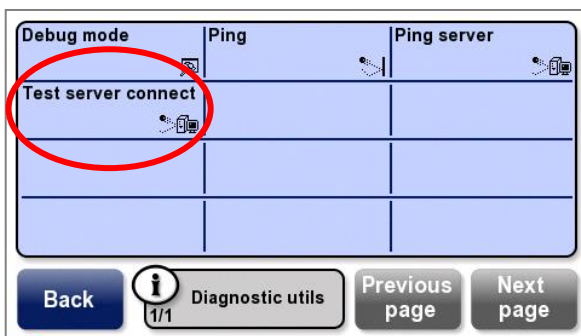 Debug mode
Ping
Ping server
Test server connect
Back
i
1/1
Diagnostic utils
Previous
page
Next
page